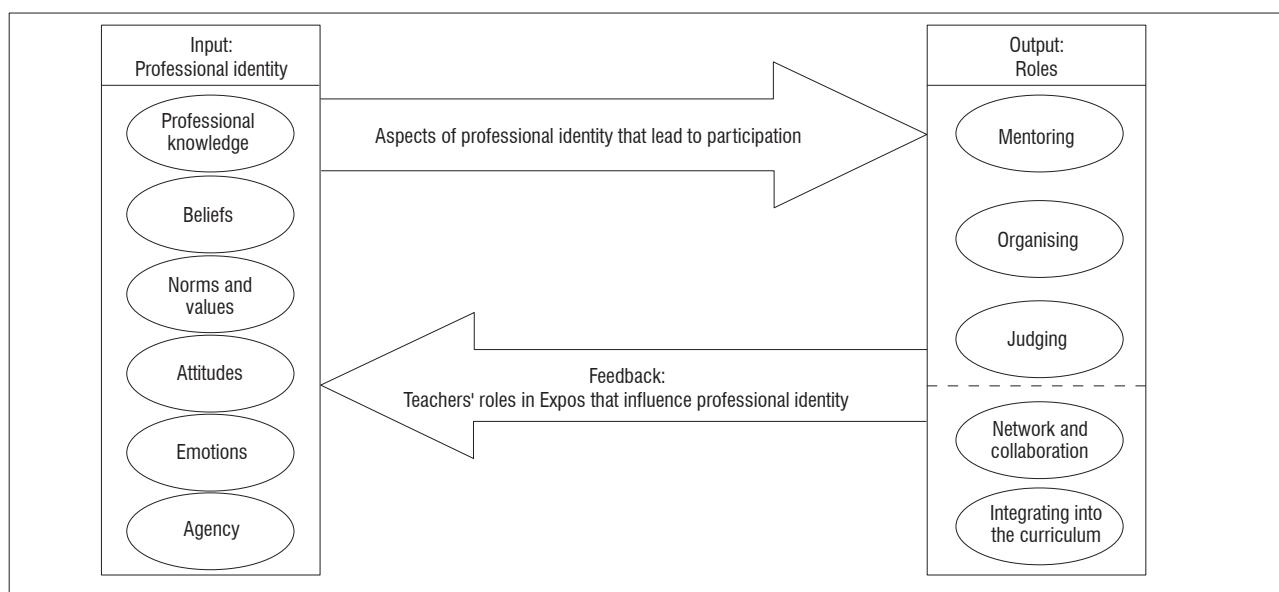 Input:
Professional identity
Professional
knowledge
Beliefs
Norms and
values
Attitudes
Emotions
Agency
Aspects of professional identity that lead to participation
Feedback:
Teachers' roles in Expos that influence professional identity
Output:
Roles
Mentoring
Organising
Judging
Network and
collaboration
Integrating into
the curriculum